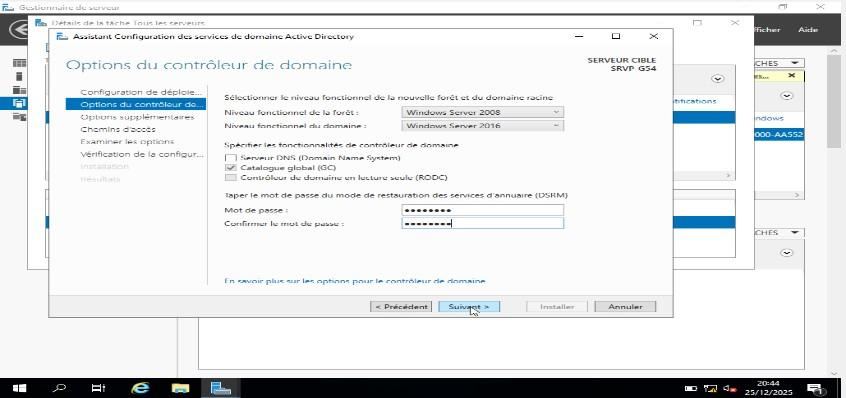 Gestionnaire de serveur
Détails de la tâche Tous les serveurs
Assistant Configuration des services de domaine Active Directory
Afficher Aide
Options du contrôleur de domaine
SERVEUR CIBLE
SRVP G54
Configuration de déploie...
Options du contrôleur de...
Options supplémentaires
Chemins d'accès
Examiner les options
Vérification de la configur...
Installation
Résultats
Sélectionner le niveau fonctionnel de la nouvelle forêt et du domaine racine
Niveau fonctionnel de la forêt : Windows Server 2008
Niveau fonctionnel du domaine : Windows Server 2016
Spécifier les fonctionnalités de contrôleur de domaine
Serveur DNS (Domain Name System)
Catalogue global (GC)
Contrôleur de domaine en lecture seule (RODC)
Taper le mot de passe du mode de restauration des services d'annuaire (DSRM)
Mot de passe : ••••••••
Confirmer le mot de passe : ••••••••
En savoir plus sur les options pour le contrôleur de domaine
< Précédent Suivant > Installer Annuler
CHES
ndows
000-AA552
CHES
20:44
25/12/2025